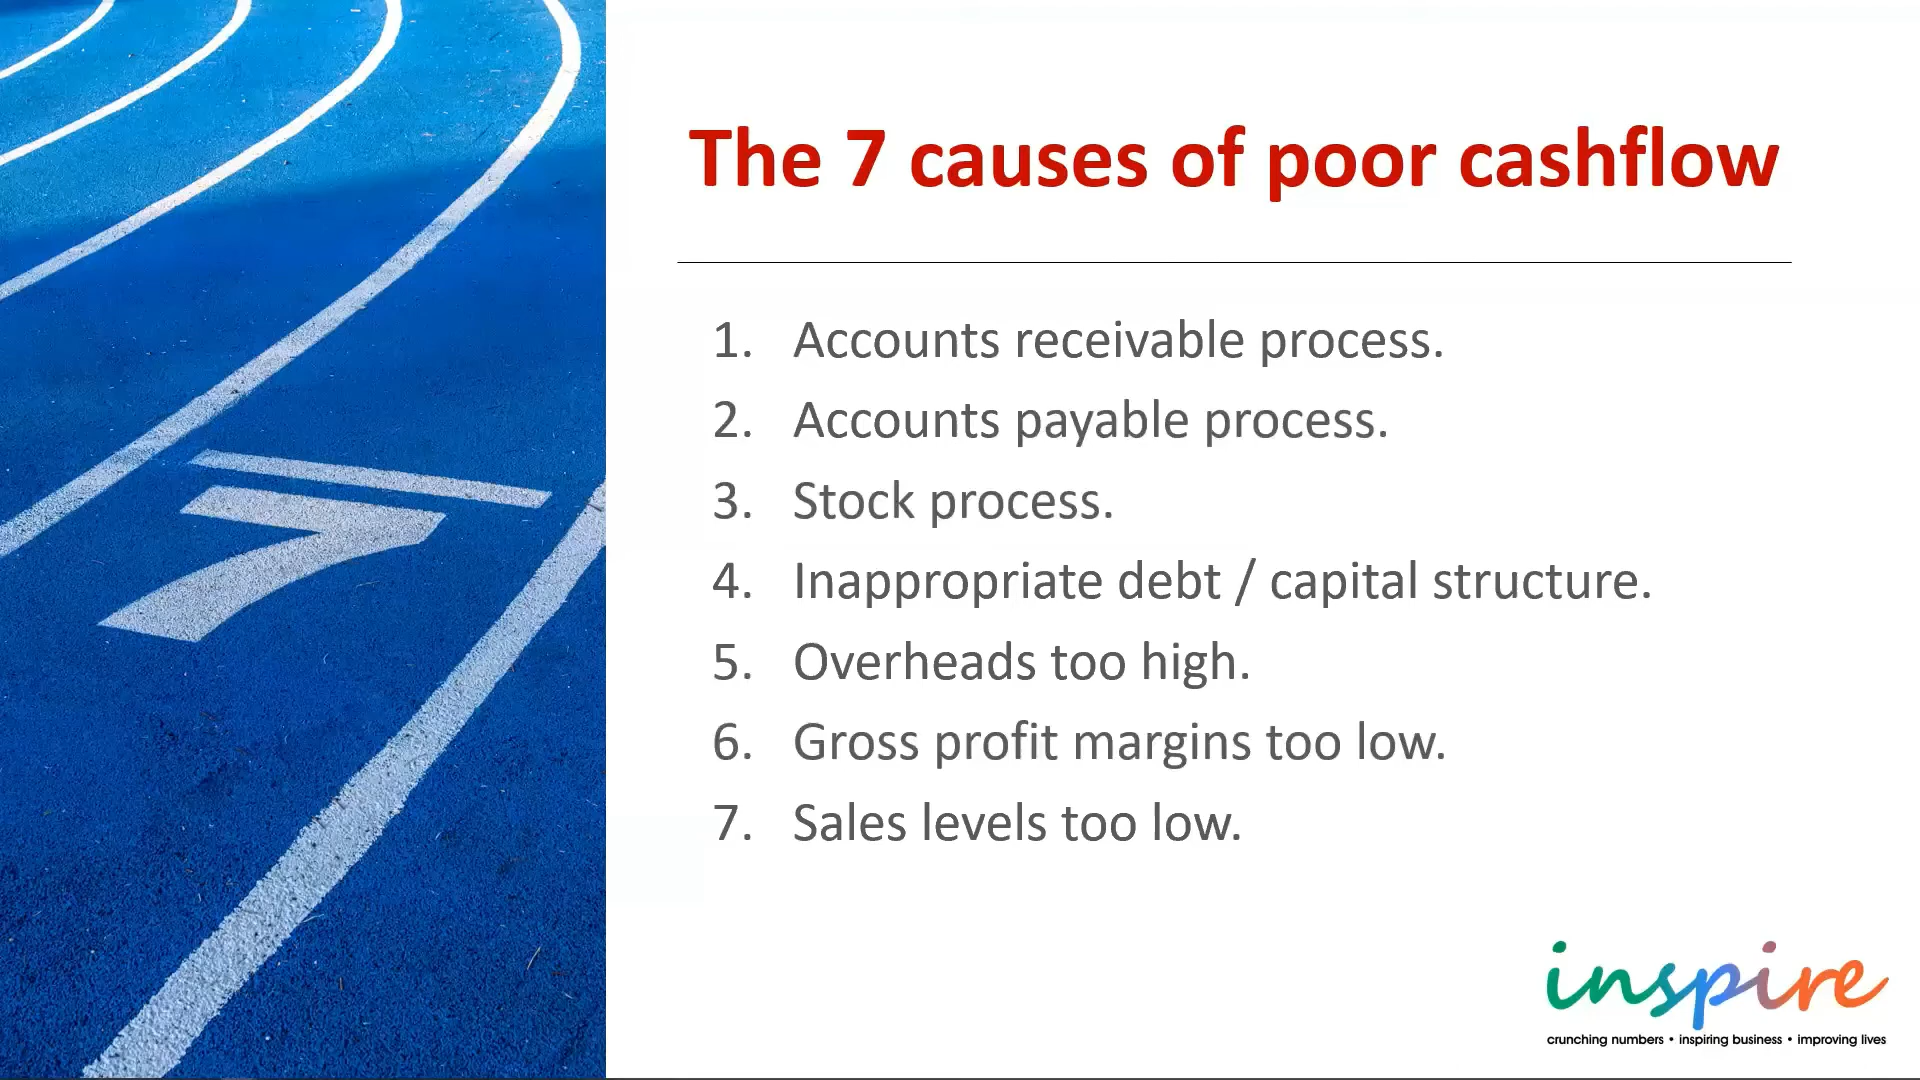 7
The 7 causes of poor cashflow
1. Accounts receivable process.
2. Accounts payable process.
3. Stock process.
4. Inappropriate debt / capital structure.
5. Overheads too high.
6. Gross profit margins too low.
7. Sales levels too low.
inspire
crunching numbers • inspiring business • improving lives